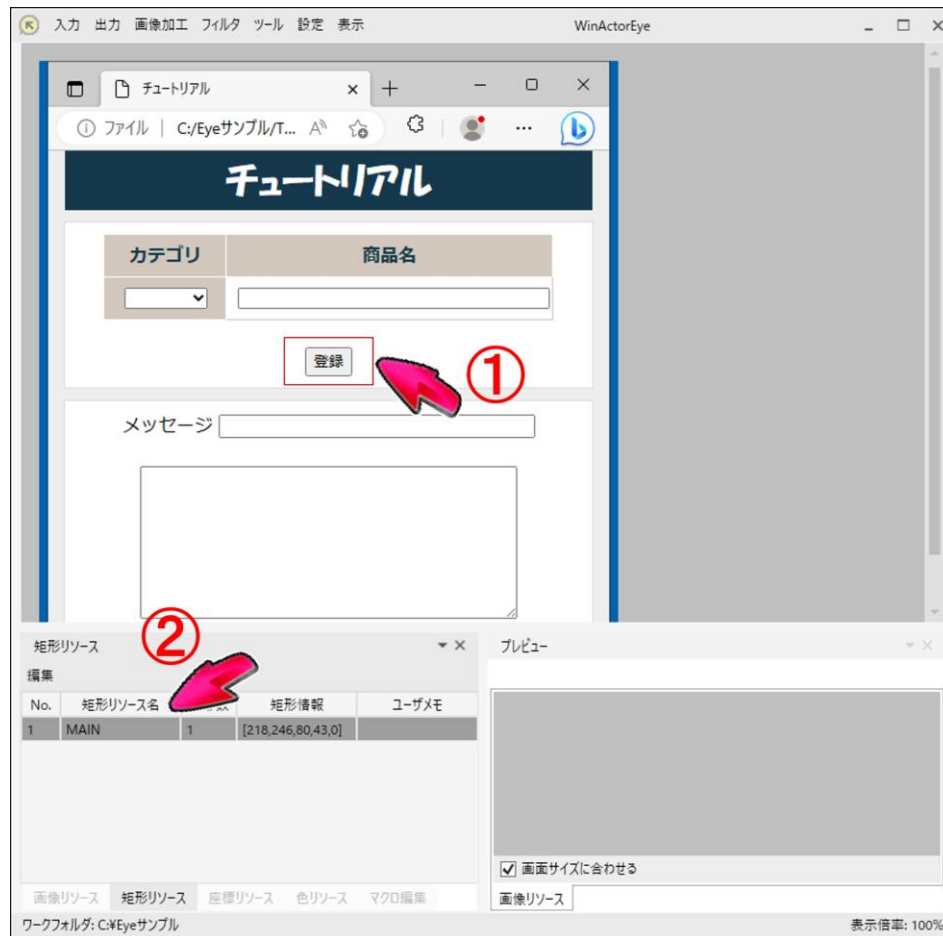 入力 出力 画像加工 フィルタ ツール 設定 表示 WinActorEye
チュートリアル
ファイル C:/Eyeサンプル/T...
チュートリアル
カテゴリ 商品名
登録
①
メッセージ
②
矩形リソース
編集
No. 矩形リソース名 数 矩形情報 ユーザメモ
1 MAIN 1 [218,246,80,43,0]
画像リソース 矩形リソース 座標リソース 色リソース マクロ編集
プレビュー
画面サイズに合わせる
画像リソース
ワークフォルダ: C:¥Eyeサンプル 表示倍率: 100%